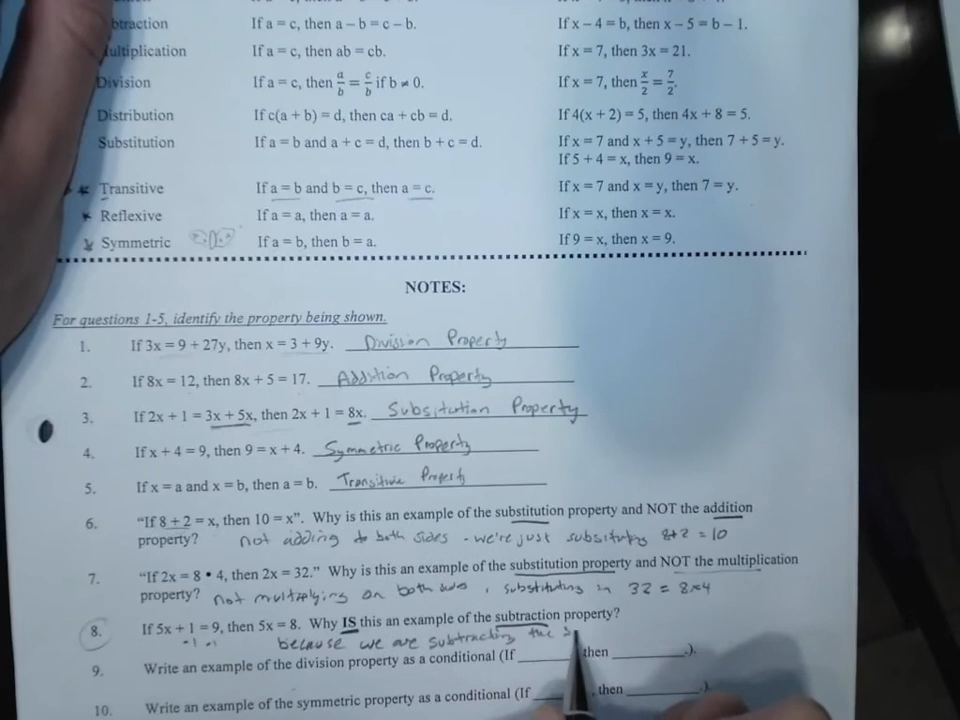 btraction If a = c, then a – b = c – b. If x – 4 = b, then x – 5 = b – 1.
ultiplication If a = c, then ab = cb. If x = 7, then 3x = 21.
Division If a = c, then a/b = c/b if b ≠ 0. If x = 7, then x/2 = 7/2.
Distribution If c(a + b) = d, then ca + cb = d. If 4(x + 2) = 5, then 4x + 8 = 5.
Substitution If a = b and a + c = d, then b + c = d. If x = 7 and x + 5 = y, then 7 + 5 = y.
If 5 + 4 = x, then 9 = x.
Transitive If a = b and b = c, then a = c. If x = 7 and x = y, then 7 = y.
Reflexive If a = a, then a = a. If x = x, then x = x.
Symmetric If a = b, then b = a. If 9 = x, then x = 9.
NOTES:
For questions 1-5, identify the property being shown.
1. If 3x = 9 + 27y, then x = 3 + 9y. Division Property
2. If 8x = 12, then 8x + 5 = 17. Addition Property
3. If 2x + 1 = 3x + 5x, then 2x + 1 = 8x. Subsitution Property
4. If x + 4 = 9, then 9 = x + 4. Symmetric Property
5. If x = a and x = b, then a = b. Transitive Property
6. “If 8 + 2 = x, then 10 = x”. Why is this an example of the substitution property and NOT the addition
property? not adding to both sides - we're just subsituting 8+2 = 10
7. “If 2x = 8 • 4, then 2x = 32.” Why is this an example of the substitution property and NOT the multiplication
property? not multiplying on both sides, substituting in 32 = 8x4
8. If 5x + 1 = 9, then 5x = 8. Why IS this an example of the subtraction property?
-1 -1 because we are subtracting the
9. Write an example of the division property as a conditional (If ______ then ______.).
10. Write an example of the symmetric property as a conditional (If ______, then ______.)